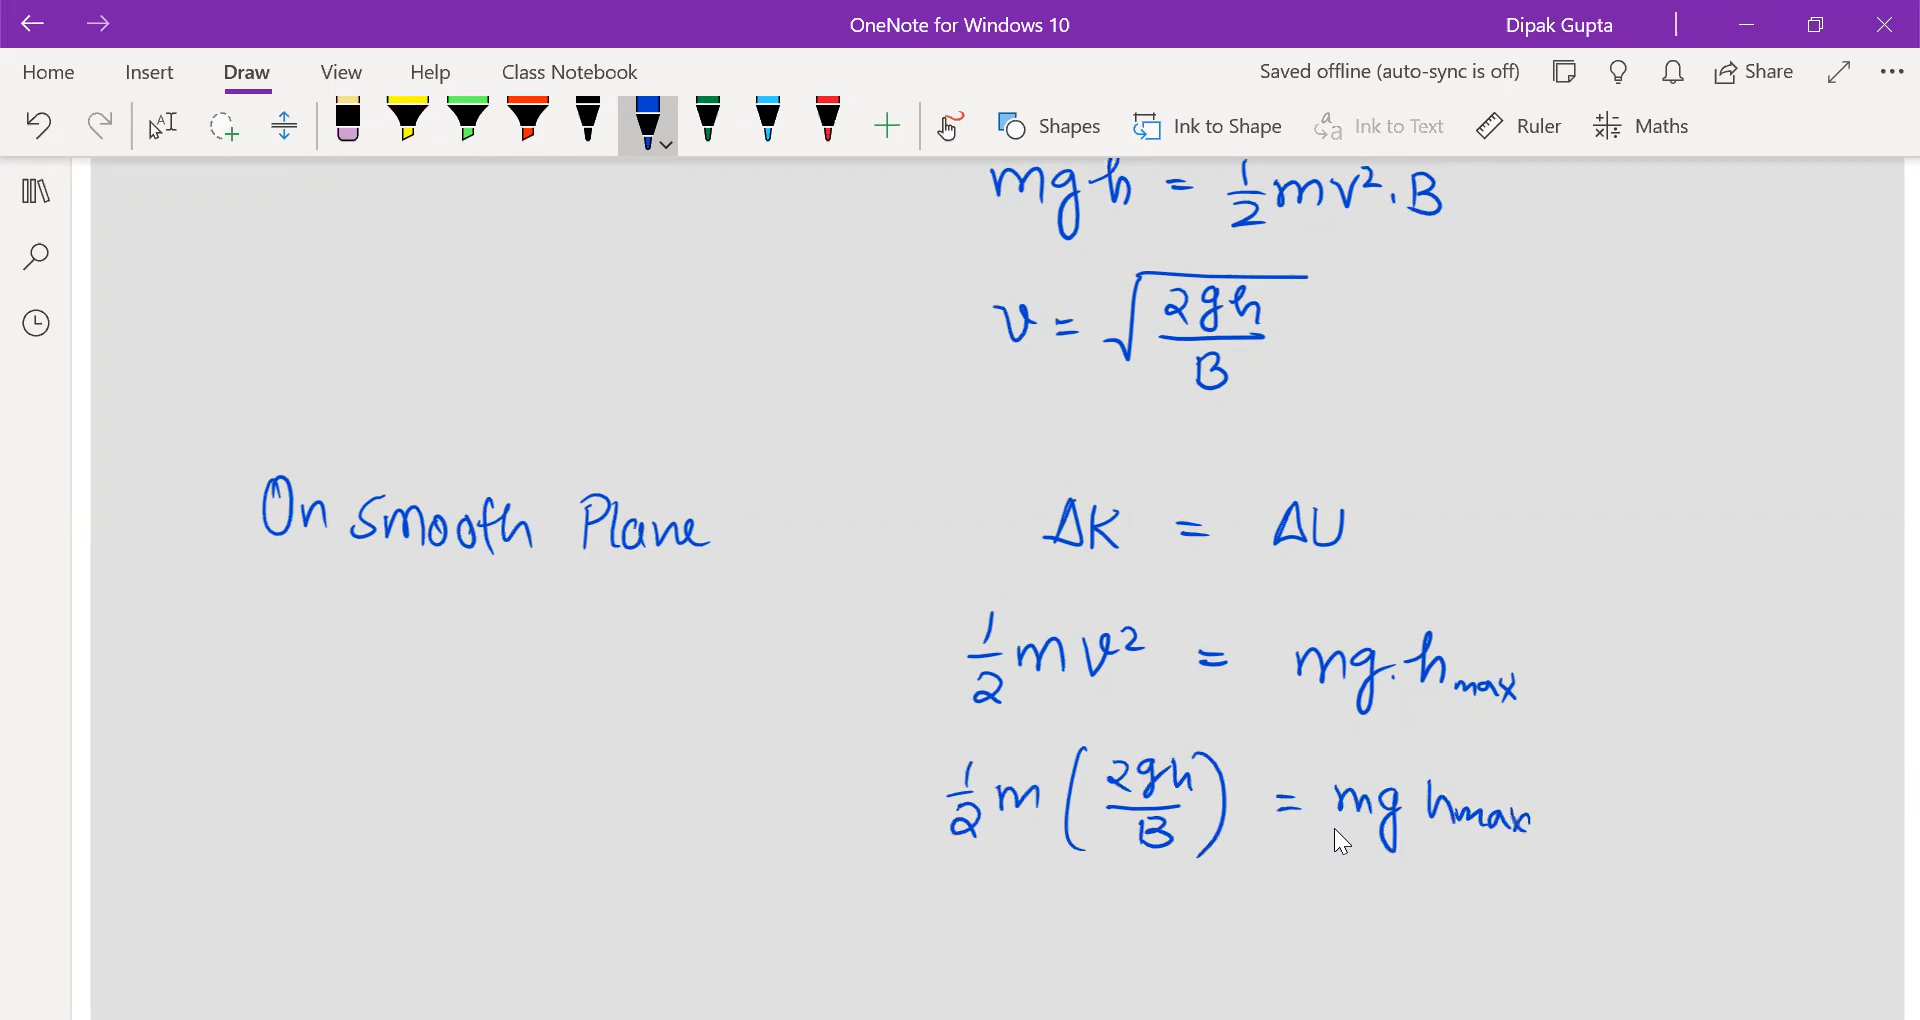 OneNote for Windows 10
Dipak Gupta
Home Insert Draw View Help Class Notebook
Saved offline (auto-sync is off)
Share
Shapes Ink to Shape Ink to Text Ruler Maths
mgh = 1/2 mv². B
v = √(2gh/B)
On smooth Plane ΔK = ΔU
1/2 m v² = mg. h max
1/2 m (2gh/B) = mg hmax